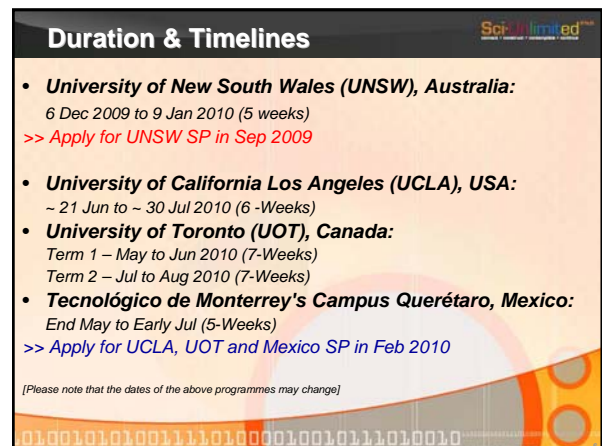 Duration & Timelines
• University of New South Wales (UNSW), Australia:
6 Dec 2009 to 9 Jan 2010 (5 weeks)
>> Apply for UNSW SP in Sep 2009
• University of California Los Angeles (UCLA), USA:
~ 21 Jun to ~ 30 Jul 2010 (6 -Weeks)
• University of Toronto (UOT), Canada:
Term 1 – May to Jun 2010 (7-Weeks)
Term 2 – Jul to Aug 2010 (7-Weeks)
• Tecnológico de Monterrey's Campus Querétaro, Mexico:
End May to Early Jul (5-Weeks)
>> Apply for UCLA, UOT and Mexico SP in Feb 2010
[Please note that the dates of the above programmes may change]